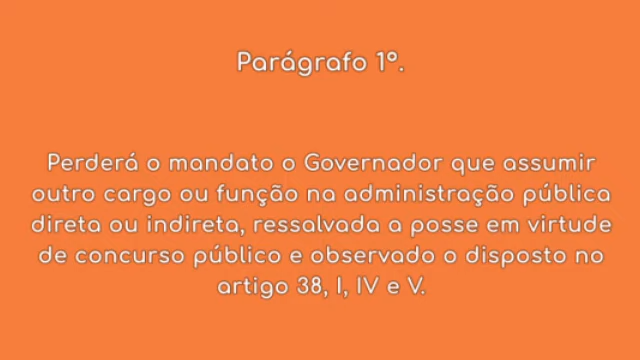 Parágrafo 1º.
Perderá o mandato o Governador que assumir
outro cargo ou função na administração pública
direta ou indireta, ressalvada a posse em virtude
de concurso público e observado o disposto no
artigo 38, I, IV e V.